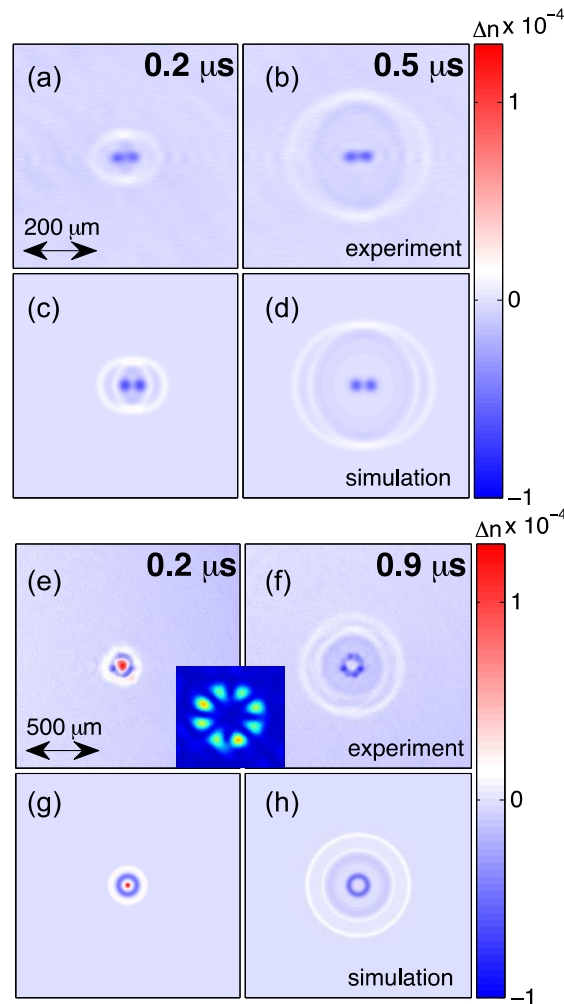 Δn x 10⁻⁴
(a) 0.2 μs
(b) 0.5 μs
1
200 μm
experiment
0
(c)
(d)
simulation
−1
Δn x 10⁻⁴
(e) 0.2 μs
(f) 0.9 μs
1
500 μm
experiment
0
(g)
(h)
simulation
−1